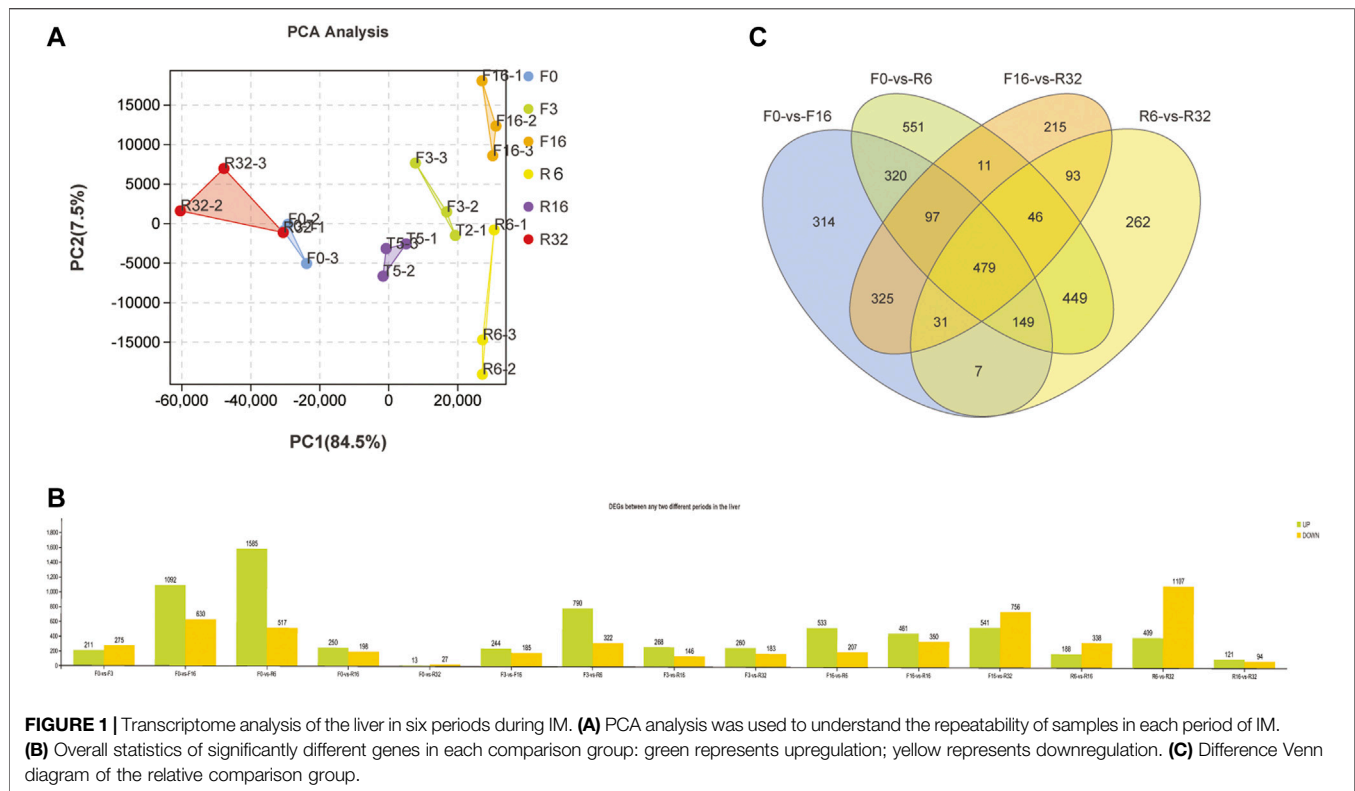 A
PCA Analysis
PC2(7.5%)
15000
10000
5000
0
-5000
-10000
-15000
-60,000 -40,000 -20,000 0 20,000
PC1(84.5%)
R32-3
R32-2
R32-1
F0-2
F0-3
F3-3
F3-2
T2-1
T5-3
T5-1
T5-2
F16-1
F16-2
F16-3
R6-1
R6-3
R6-2
F0
F3
F16
R 6
R16
R32
C
F0-vs-F16
F0-vs-R6
F16-vs-R32
R6-vs-R32
551
215
320
11
93
314
97
46
262
479
325
449
31
149
7
B
DEGs between any two different periods in the liver
UP
DOWN
1,800
1,600
1,400
1,200
1,000
800
600
400
200
0
211 275
1092 630
1585 517
250 198
13 27
244 185
790 322
268 146
260 183
533 207
461 350
541 756
188 338
409 1107
121 94
F0-vs-F3 F0-vs-F16 F0-vs-R6 F0-vs-R16 F0-vs-R32 F3-vs-F16 F3-vs-R6 F3-vs-R16 F3-vs-R32 F16-vs-R6 F16-vs-R16 F16-vs-R32 R6-vs-R16 R6-vs-R32 R16-vs-R32
FIGURE 1 | Transcriptome analysis of the liver in six periods during IM. (A) PCA analysis was used to understand the repeatability of samples in each period of IM.
(B) Overall statistics of significantly different genes in each comparison group: green represents upregulation; yellow represents downregulation. (C) Difference Venn
diagram of the relative comparison group.